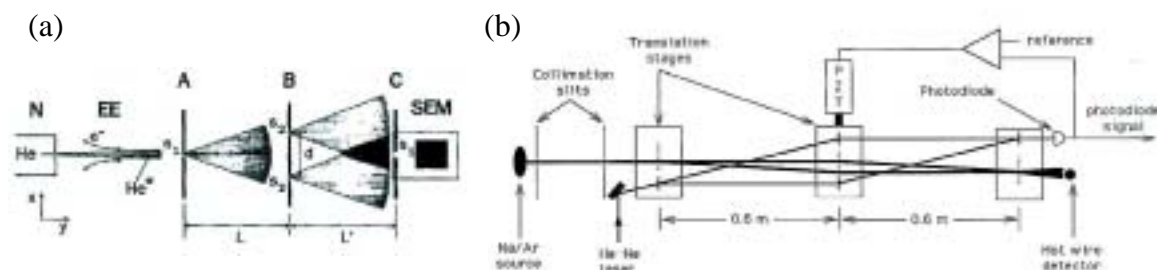 (a)
N
EE
A
B
C
SEM
He
e⁻
He*
s₁
s₂
d
s₂
x
y
L
L'
(b)
Translation
stages
Collimation
slits
PZT
reference
Photodiode
photodiode
signal
0.6 m
0.6 m
Na/Ar
source
He Ne
laser
Hot wire
detector